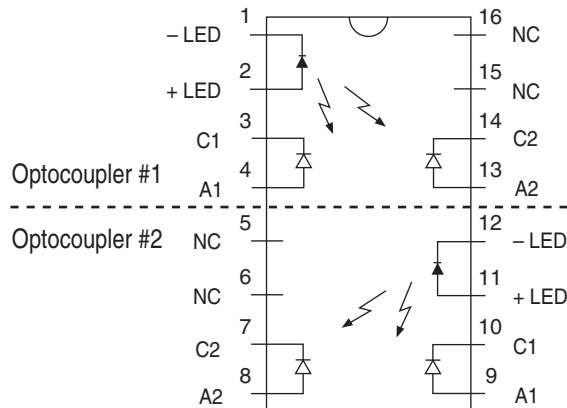 1 16
– LED NC
2 15
+ LED NC
3 14
C1 C2
4 13
Optocoupler #1 A1 A2
Optocoupler #2
5 12
NC – LED
6 11
NC + LED
7 10
C2 C1
8 9
A2 A1